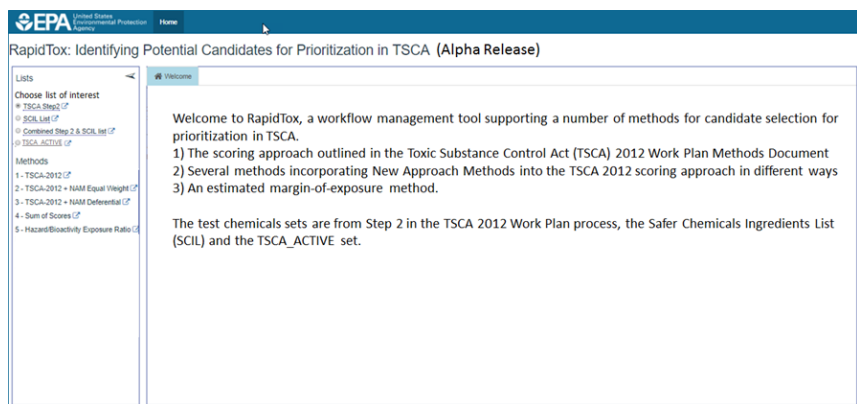 EPA United States Environmental Protection Agency
Home
RapidTox: Identifying Potential Candidates for Prioritization in TSCA (Alpha Release)
Lists
Choose list of interest
TSCA Step2
SCIL List
Combined Step 2 & SCIL list
TSCA_ACTIVE
Methods
1 - TSCA-2012
2 - TSCA-2012 + NAM Equal Weight
3 - TSCA-2012 + NAM Deferential
4 - Sum of Scores
5 - Hazard/Bioactivity Exposure Ratio
Welcome
Welcome to RapidTox, a workflow management tool supporting a number of methods for candidate selection for
prioritization in TSCA.
1) The scoring approach outlined in the Toxic Substance Control Act (TSCA) 2012 Work Plan Methods Document
2) Several methods incorporating New Approach Methods into the TSCA 2012 scoring approach in different ways
3) An estimated margin-of-exposure method.
The test chemicals sets are from Step 2 in the TSCA 2012 Work Plan process, the Safer Chemicals Ingredients List
(SCIL) and the TSCA_ACTIVE set.